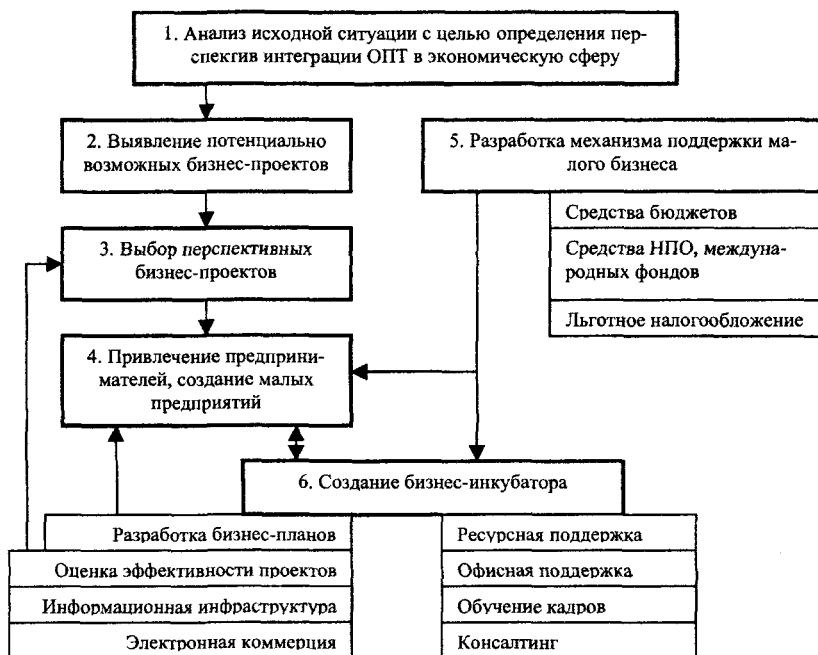 1. Анализ исходной ситуации с целью определения пер-
спектив интеграции ОПТ в экономическую сферу
2. Выявление потенциально
возможных бизнес-проектов
5. Разработка механизма поддержки ма-
лого бизнеса
Средства бюджетов
Средства НПО, междуна-
родных фондов
Льготное налогообложение
3. Выбор перспективных
бизнес-проектов
4. Привлечение предприни-
мателей, создание малых
предприятий
6. Создание бизнес-инкубатора
Разработка бизнес-планов
Оценка эффективности проектов
Информационная инфраструктура
Электронная коммерция
Ресурсная поддержка
Офисная поддержка
Обучение кадров
Консалтинг